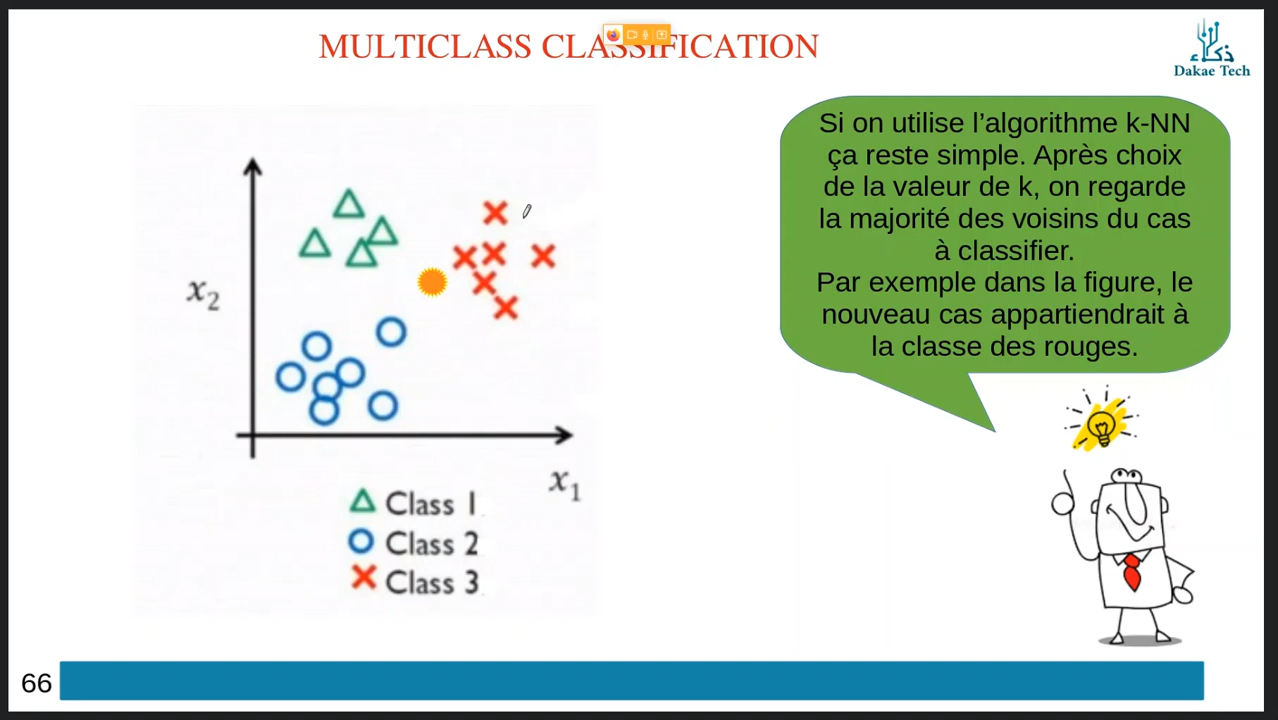 MULTICLASS CLASSIFICATION
ذكاء
Dakae Tech
Si on utilise l’algorithme k-NN
ça reste simple. Après choix
de la valeur de k, on regarde
la majorité des voisins du cas
à classifier.
Par exemple dans la figure, le
nouveau cas appartiendrait à
la classe des rouges.
x2
x1
Class 1
Class 2
Class 3
66